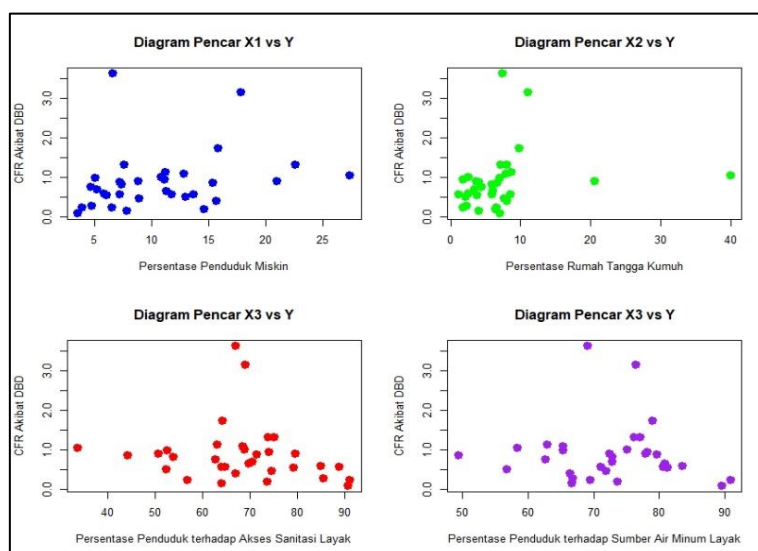 Diagram Pencar X1 vs Y
CFR Akibat DBD
0.0 1.0 2.0 3.0
5 10 15 20 25
Persentase Penduduk Miskin
Diagram Pencar X2 vs Y
CFR Akibat DBD
0.0 1.0 2.0 3.0
0 10 20 30 40
Persentase Rumah Tangga Kumuh
Diagram Pencar X3 vs Y
CFR Akibat DBD
0.0 1.0 2.0 3.0
40 50 60 70 80 90
Persentase Penduduk terhadap Akses Sanitasi Layak
Diagram Pencar X3 vs Y
CFR Akibat DBD
0.0 1.0 2.0 3.0
50 60 70 80 90
Persentase Penduduk terhadap Sumber Air Minum Layak